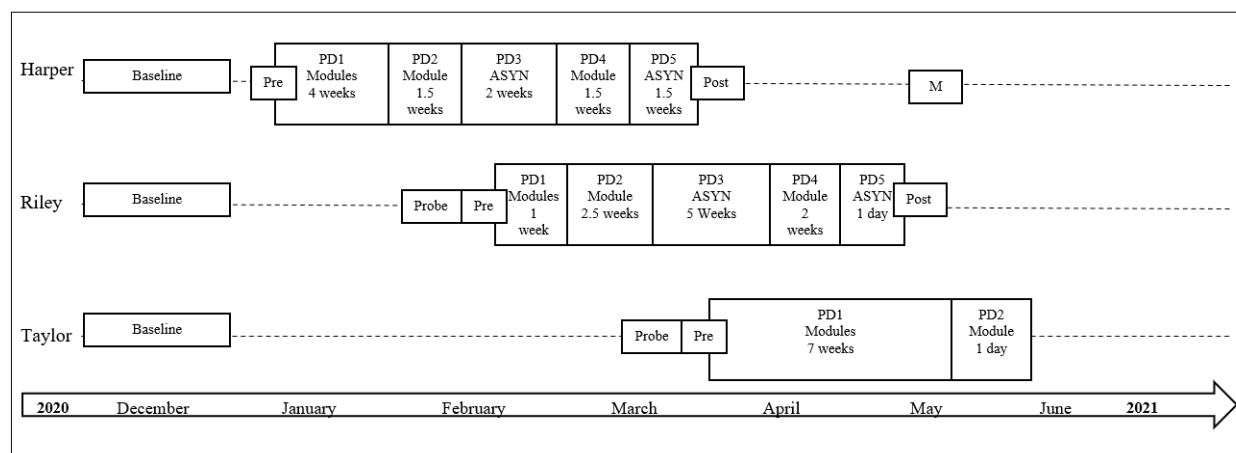 Harper
Baseline
Pre
PD1
Modules
4 weeks
PD2
Module
1.5
weeks
PD3
ASYN
2 weeks
PD4
Module
1.5
weeks
PD5
ASYN
1.5
weeks
Post
M
Riley
Baseline
Probe
Pre
PD1
Modules
1
week
PD2
Module
2.5 weeks
PD3
ASYN
5 Weeks
PD4
Module
2
weeks
PD5
ASYN
1 day
Post
Taylor
Baseline
Probe
Pre
PD1
Modules
7 weeks
PD2
Module
1 day
2020 December January February March April May June 2021